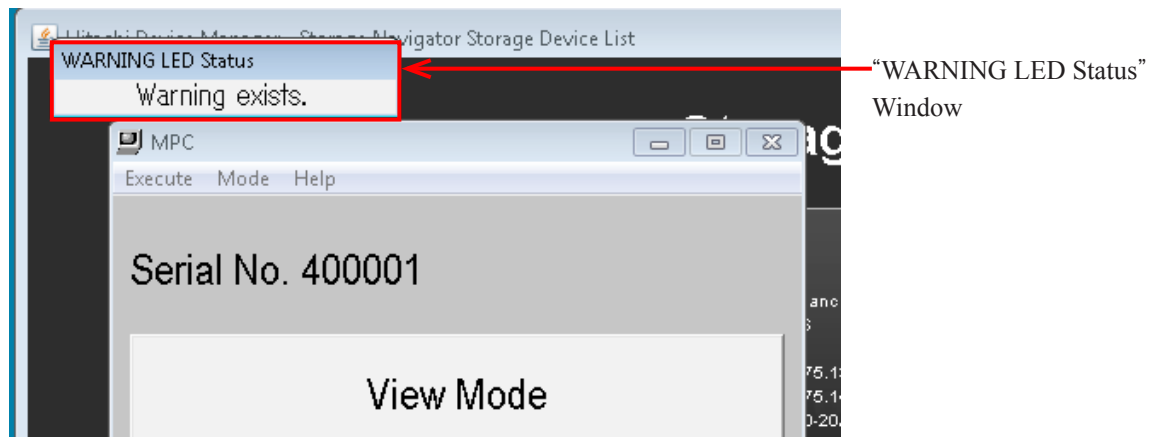 Hitachi Device Manager - Storage Navigator Storage Device List
WARNING LED Status
Warning exists.
“WARNING LED Status”
Window
MPC
Execute Mode Help
Serial No. 400001
View Mode